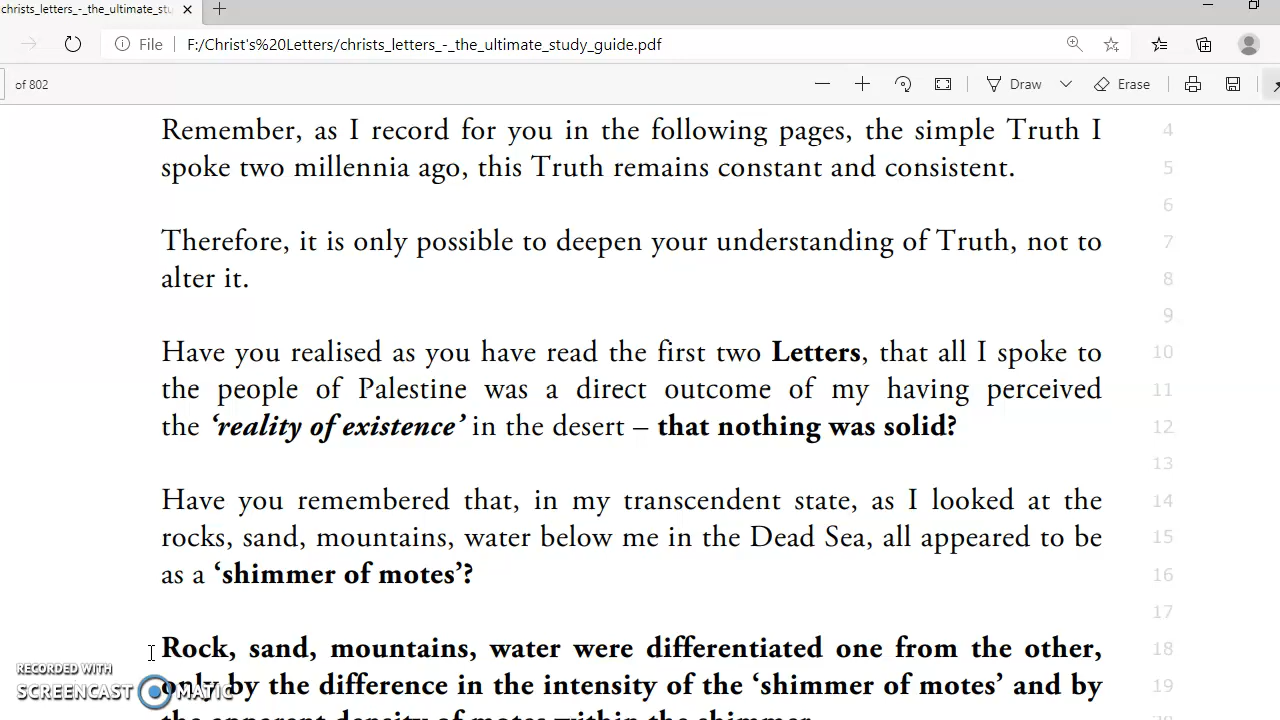 christs_letters_-_the_ultimate_stu
File F:/Christ's%20Letters/christs_letters_-_the_ultimate_study_guide.pdf
of 802 Draw Erase
Remember, as I record for you in the following pages, the simple Truth I 4
spoke two millennia ago, this Truth remains constant and consistent. 5
6
Therefore, it is only possible to deepen your understanding of Truth, not to 7
alter it. 8
9
Have you realised as you have read the first two Letters, that all I spoke to 10
the people of Palestine was a direct outcome of my having perceived 11
the ‘reality of existence’ in the desert – that nothing was solid? 12
13
Have you remembered that, in my transcendent state, as I looked at the 14
rocks, sand, mountains, water below me in the Dead Sea, all appeared to be 15
as a ‘shimmer of motes’? 16
17
Rock, sand, mountains, water were differentiated one from the other, 18
only by the difference in the intensity of the ‘shimmer of motes’ and by 19
the apparent density of motes within the shimmer.
RECORDED WITH
SCREENCAST MATIC